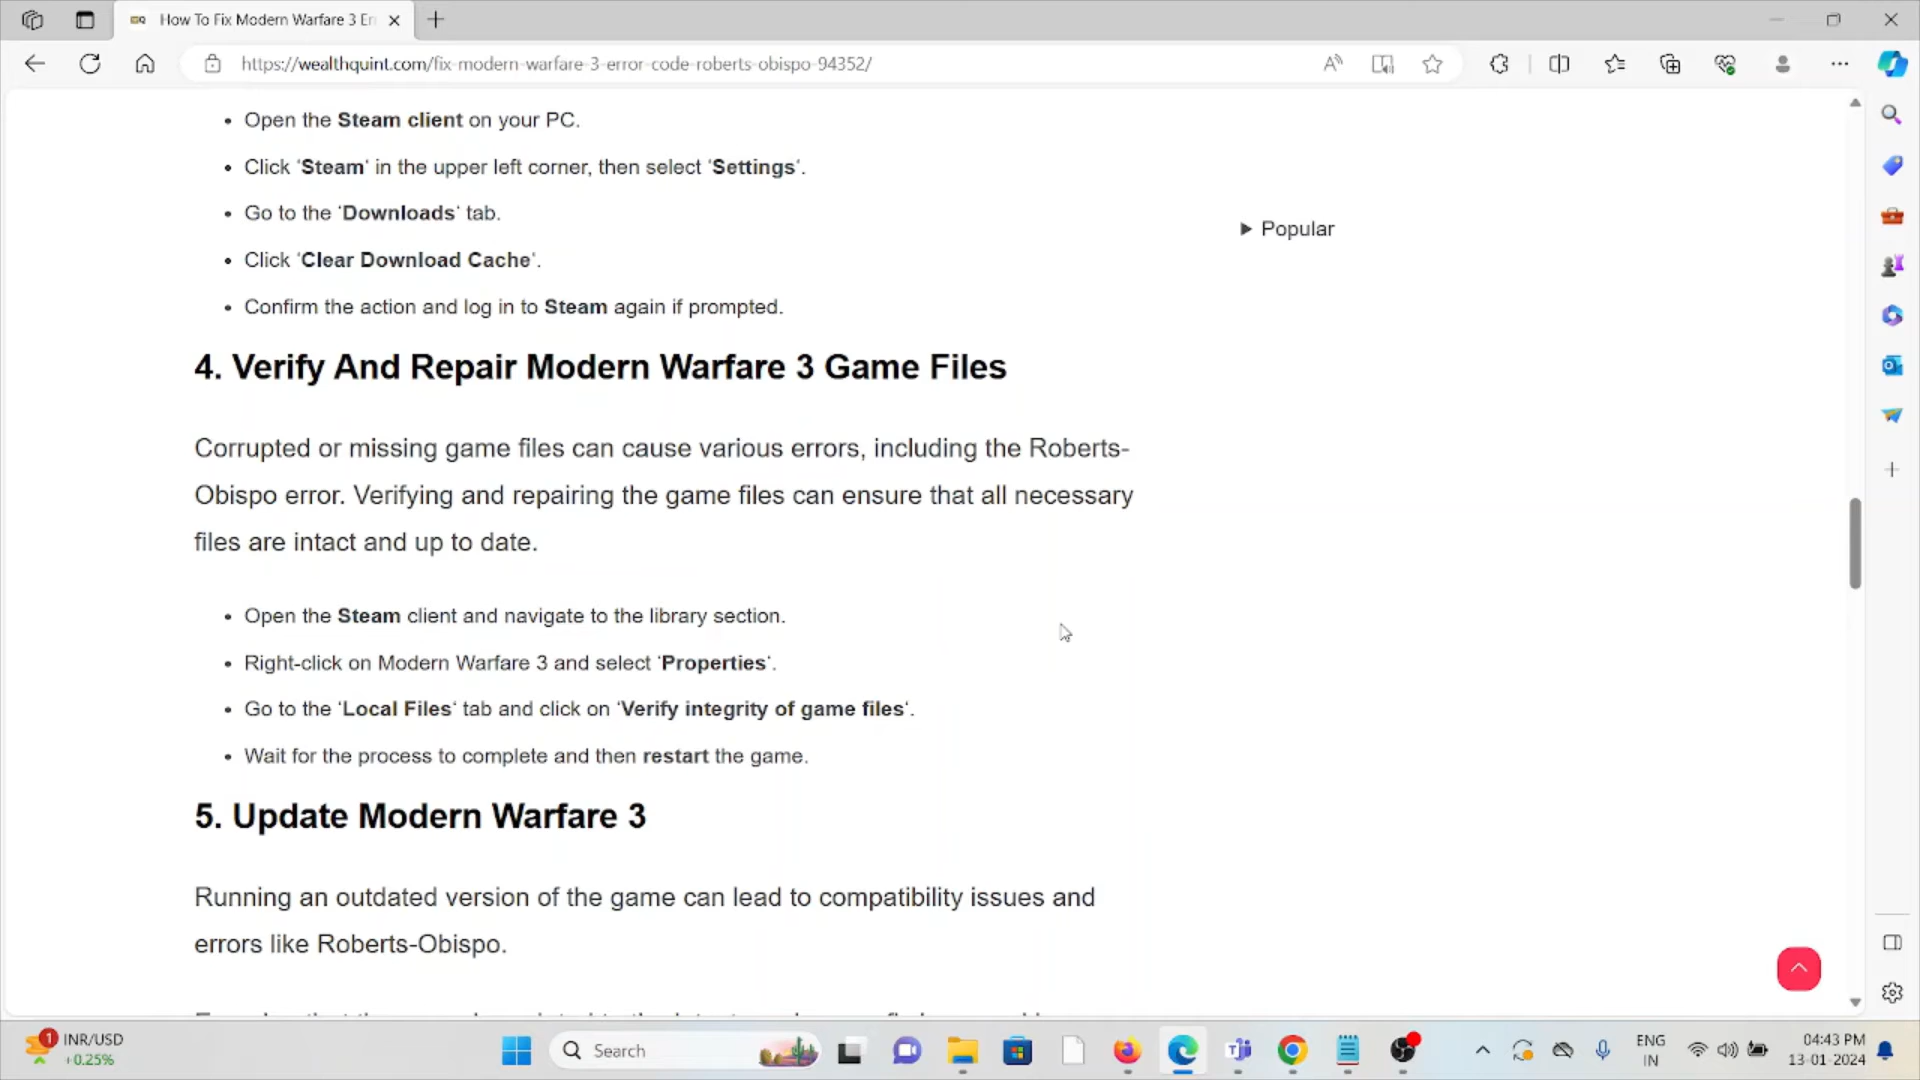 How To Fix Modern Warfare 3 Er
https://wealthquint.com/fix-modern-warfare-3-error-code-roberts-obispo-94352/
• Open the Steam client on your PC.
• Click ‘Steam‘ in the upper left corner, then select ‘Settings‘.
• Go to the ‘Downloads‘ tab.
• Click ‘Clear Download Cache‘.
• Confirm the action and log in to Steam again if prompted.
Popular
4. Verify And Repair Modern Warfare 3 Game Files
Corrupted or missing game files can cause various errors, including the Roberts-
Obispo error. Verifying and repairing the game files can ensure that all necessary
files are intact and up to date.
• Open the Steam client and navigate to the library section.
• Right-click on Modern Warfare 3 and select ‘Properties‘.
• Go to the ‘Local Files‘ tab and click on ‘Verify integrity of game files‘.
• Wait for the process to complete and then restart the game.
5. Update Modern Warfare 3
Running an outdated version of the game can lead to compatibility issues and
errors like Roberts-Obispo.
1
INR/USD
+0.25%
Search
ENG
IN
04:43 PM
13-01-2024